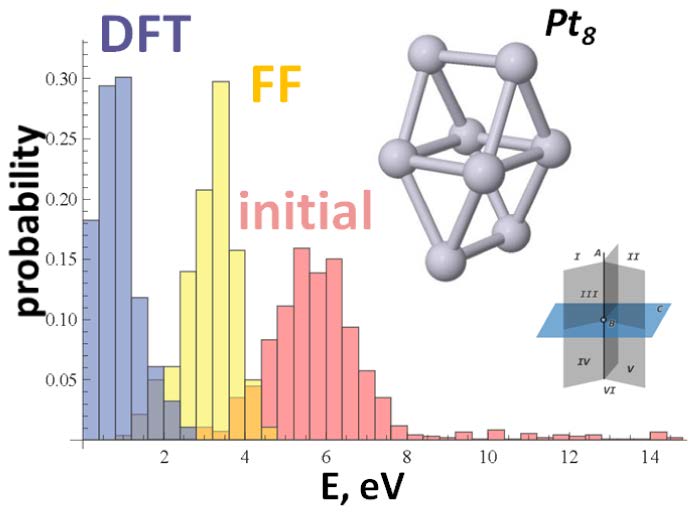 DFT
FF
initial
Pt8
probability
0.30
0.25
0.20
0.15
0.10
0.05
2
4
6
8
10
12
14
E, eV
I
A
II
III
C
B
IV
V
VI